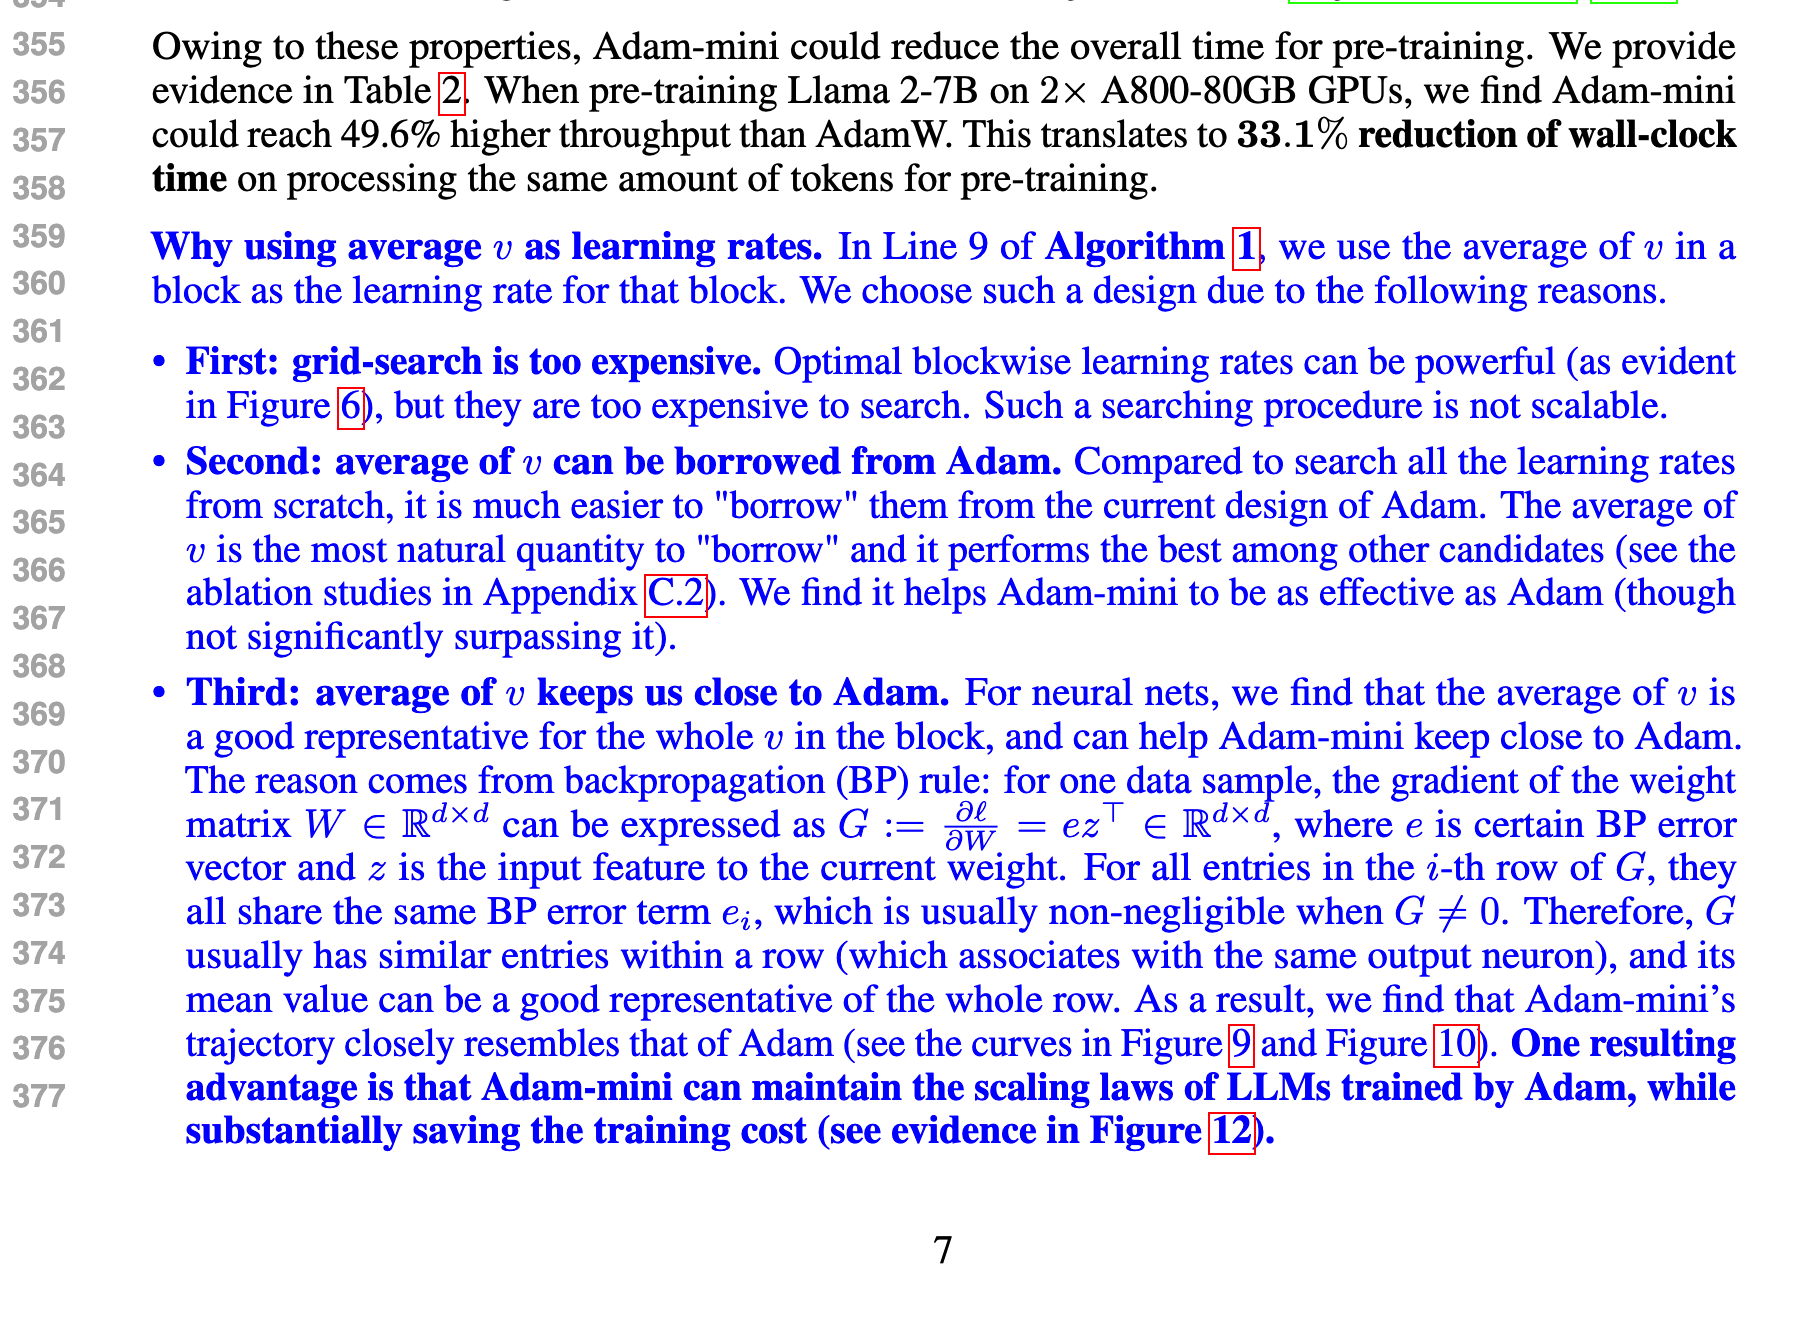 355 Owing to these properties, Adam-mini could reduce the overall time for pre-training. We provide
356 evidence in Table 2. When pre-training Llama 2-7B on 2× A800-80GB GPUs, we find Adam-mini
357 could reach 49.6% higher throughput than AdamW. This translates to 33.1% reduction of wall-clock
358 time on processing the same amount of tokens for pre-training.
359 Why using average v as learning rates. In Line 9 of Algorithm 1, we use the average of v in a
360 block as the learning rate for that block. We choose such a design due to the following reasons.
361
362 • First: grid-search is too expensive. Optimal blockwise learning rates can be powerful (as evident
363 in Figure 6), but they are too expensive to search. Such a searching procedure is not scalable.
364 • Second: average of v can be borrowed from Adam. Compared to search all the learning rates
365 from scratch, it is much easier to "borrow" them from the current design of Adam. The average of
366 v is the most natural quantity to "borrow" and it performs the best among other candidates (see the
367 ablation studies in Appendix C.2). We find it helps Adam-mini to be as effective as Adam (though
368 not significantly surpassing it).
369 • Third: average of v keeps us close to Adam. For neural nets, we find that the average of v is
370 a good representative for the whole v in the block, and can help Adam-mini keep close to Adam.
371 The reason comes from backpropagation (BP) rule: for one data sample, the gradient of the weight
372 matrix W ∈ ℝ^{d×d} can be expressed as G := ∂ℓ/∂W = ez^⊤ ∈ ℝ^{d×d}, where e is certain BP error
373 vector and z is the input feature to the current weight. For all entries in the i-th row of G, they
374 all share the same BP error term e_i, which is usually non-negligible when G ≠ 0. Therefore, G
375 usually has similar entries within a row (which associates with the same output neuron), and its
376 mean value can be a good representative of the whole row. As a result, we find that Adam-mini's
377 trajectory closely resembles that of Adam (see the curves in Figure 9 and Figure 10). One resulting
advantage is that Adam-mini can maintain the scaling laws of LLMs trained by Adam, while
substantially saving the training cost (see evidence in Figure 12).
7